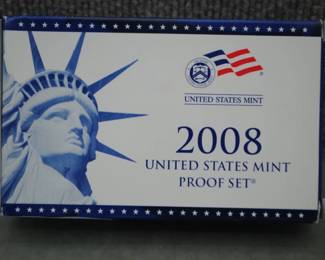 UNITED STATES MINT
2008
UNITED STATES MINT
PROOF SET®